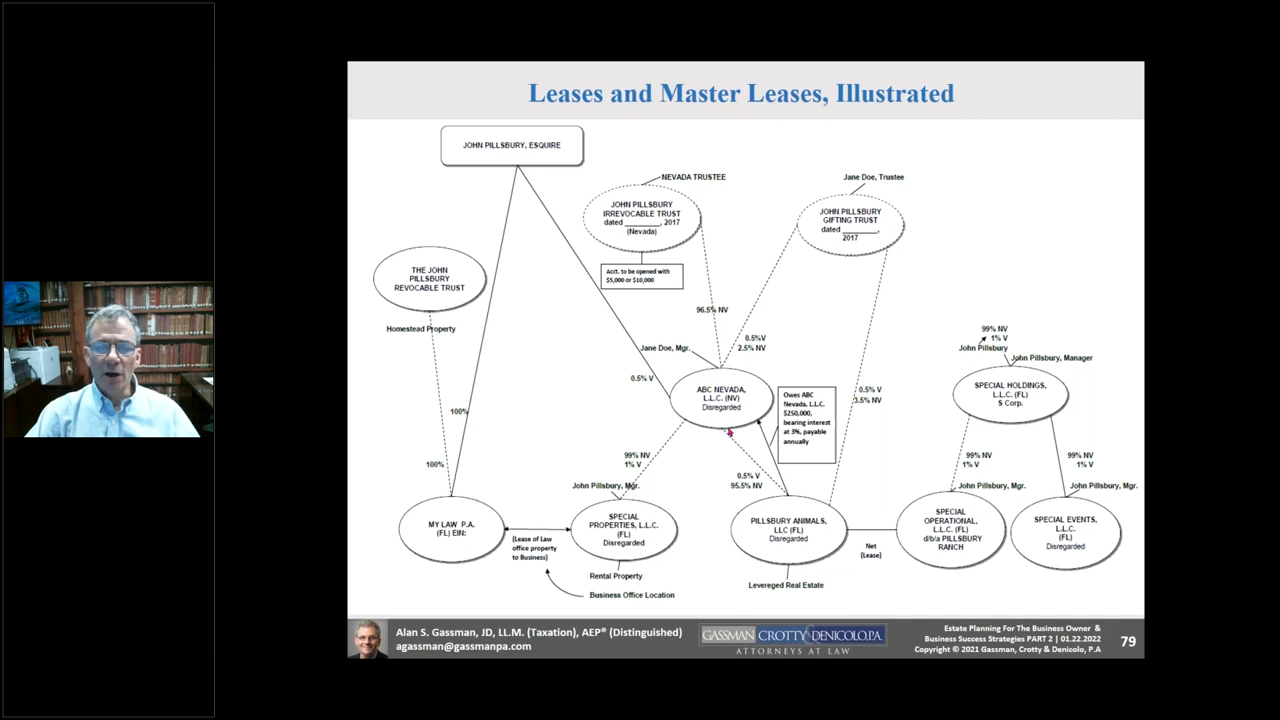 Leases and Master Leases, Illustrated
JOHN PILLSBURY, ESQUIRE
NEVADA TRUSTEE
Jane Doe, Trustee
JOHN PILLSBURY
IRREVOCABLE TRUST
dated ________, 2017
(Nevada)
JOHN PILLSBURY
GIFTING TRUST
dated ________,
2017
Acct. to be opened with
$5,000 or $10,000
THE JOHN
PILLSBURY
REVOCABLE TRUST
Homestead Property
96.5% NV
0.5%V
2.5% NV
99% NV
1% V
John Pillsbury
John Pillsbury, Manager
Jane Doe, Mgr.
0.5% V
ABC NEVADA,
L.L.C. (NV)
Disregarded
Owes ABC
Nevada, L.L.C.
$250,000,
bearing interest
at 3%, payable
annually
0.5% V
3.5% NV
SPECIAL HOLDINGS,
L.L.C. (FL)
S Corp.
100%
100%
99% NV
1% V
0.5% V
95.5% NV
99% NV
1% V
99% NV
1% V
John Pillsbury, Mgr.
John Pillsbury, Mgr.
John Pillsbury, Mgr.
MY LAW P.A.
(FL) EIN:
(Lease of Law
office property
to Business)
SPECIAL
PROPERTIES, L.L.C.
(FL)
Disregarded
PILLSBURY ANIMALS,
LLC (FL)
Disregarded
Net
(Lease)
SPECIAL
OPERATIONAL,
L.L.C. (FL)
d/b/a PILLSBURY
RANCH
SPECIAL EVENTS,
L.L.C.
(FL)
Disregarded
Rental Property
Business Office Location
Levereged Real Estate
Alan S. Gassman, JD, LL.M. (Taxation), AEP® (Distinguished)
agassman@gassmanpa.com
GASSMAN CROTTY DENICOLO, P.A.
ATTORNEYS AT LAW
Estate Planning For The Business Owner &
Business Success Strategies PART 2 | 01.22.2022
Copyright © 2021 Gassman, Crotty & Denicolo, P.A
79